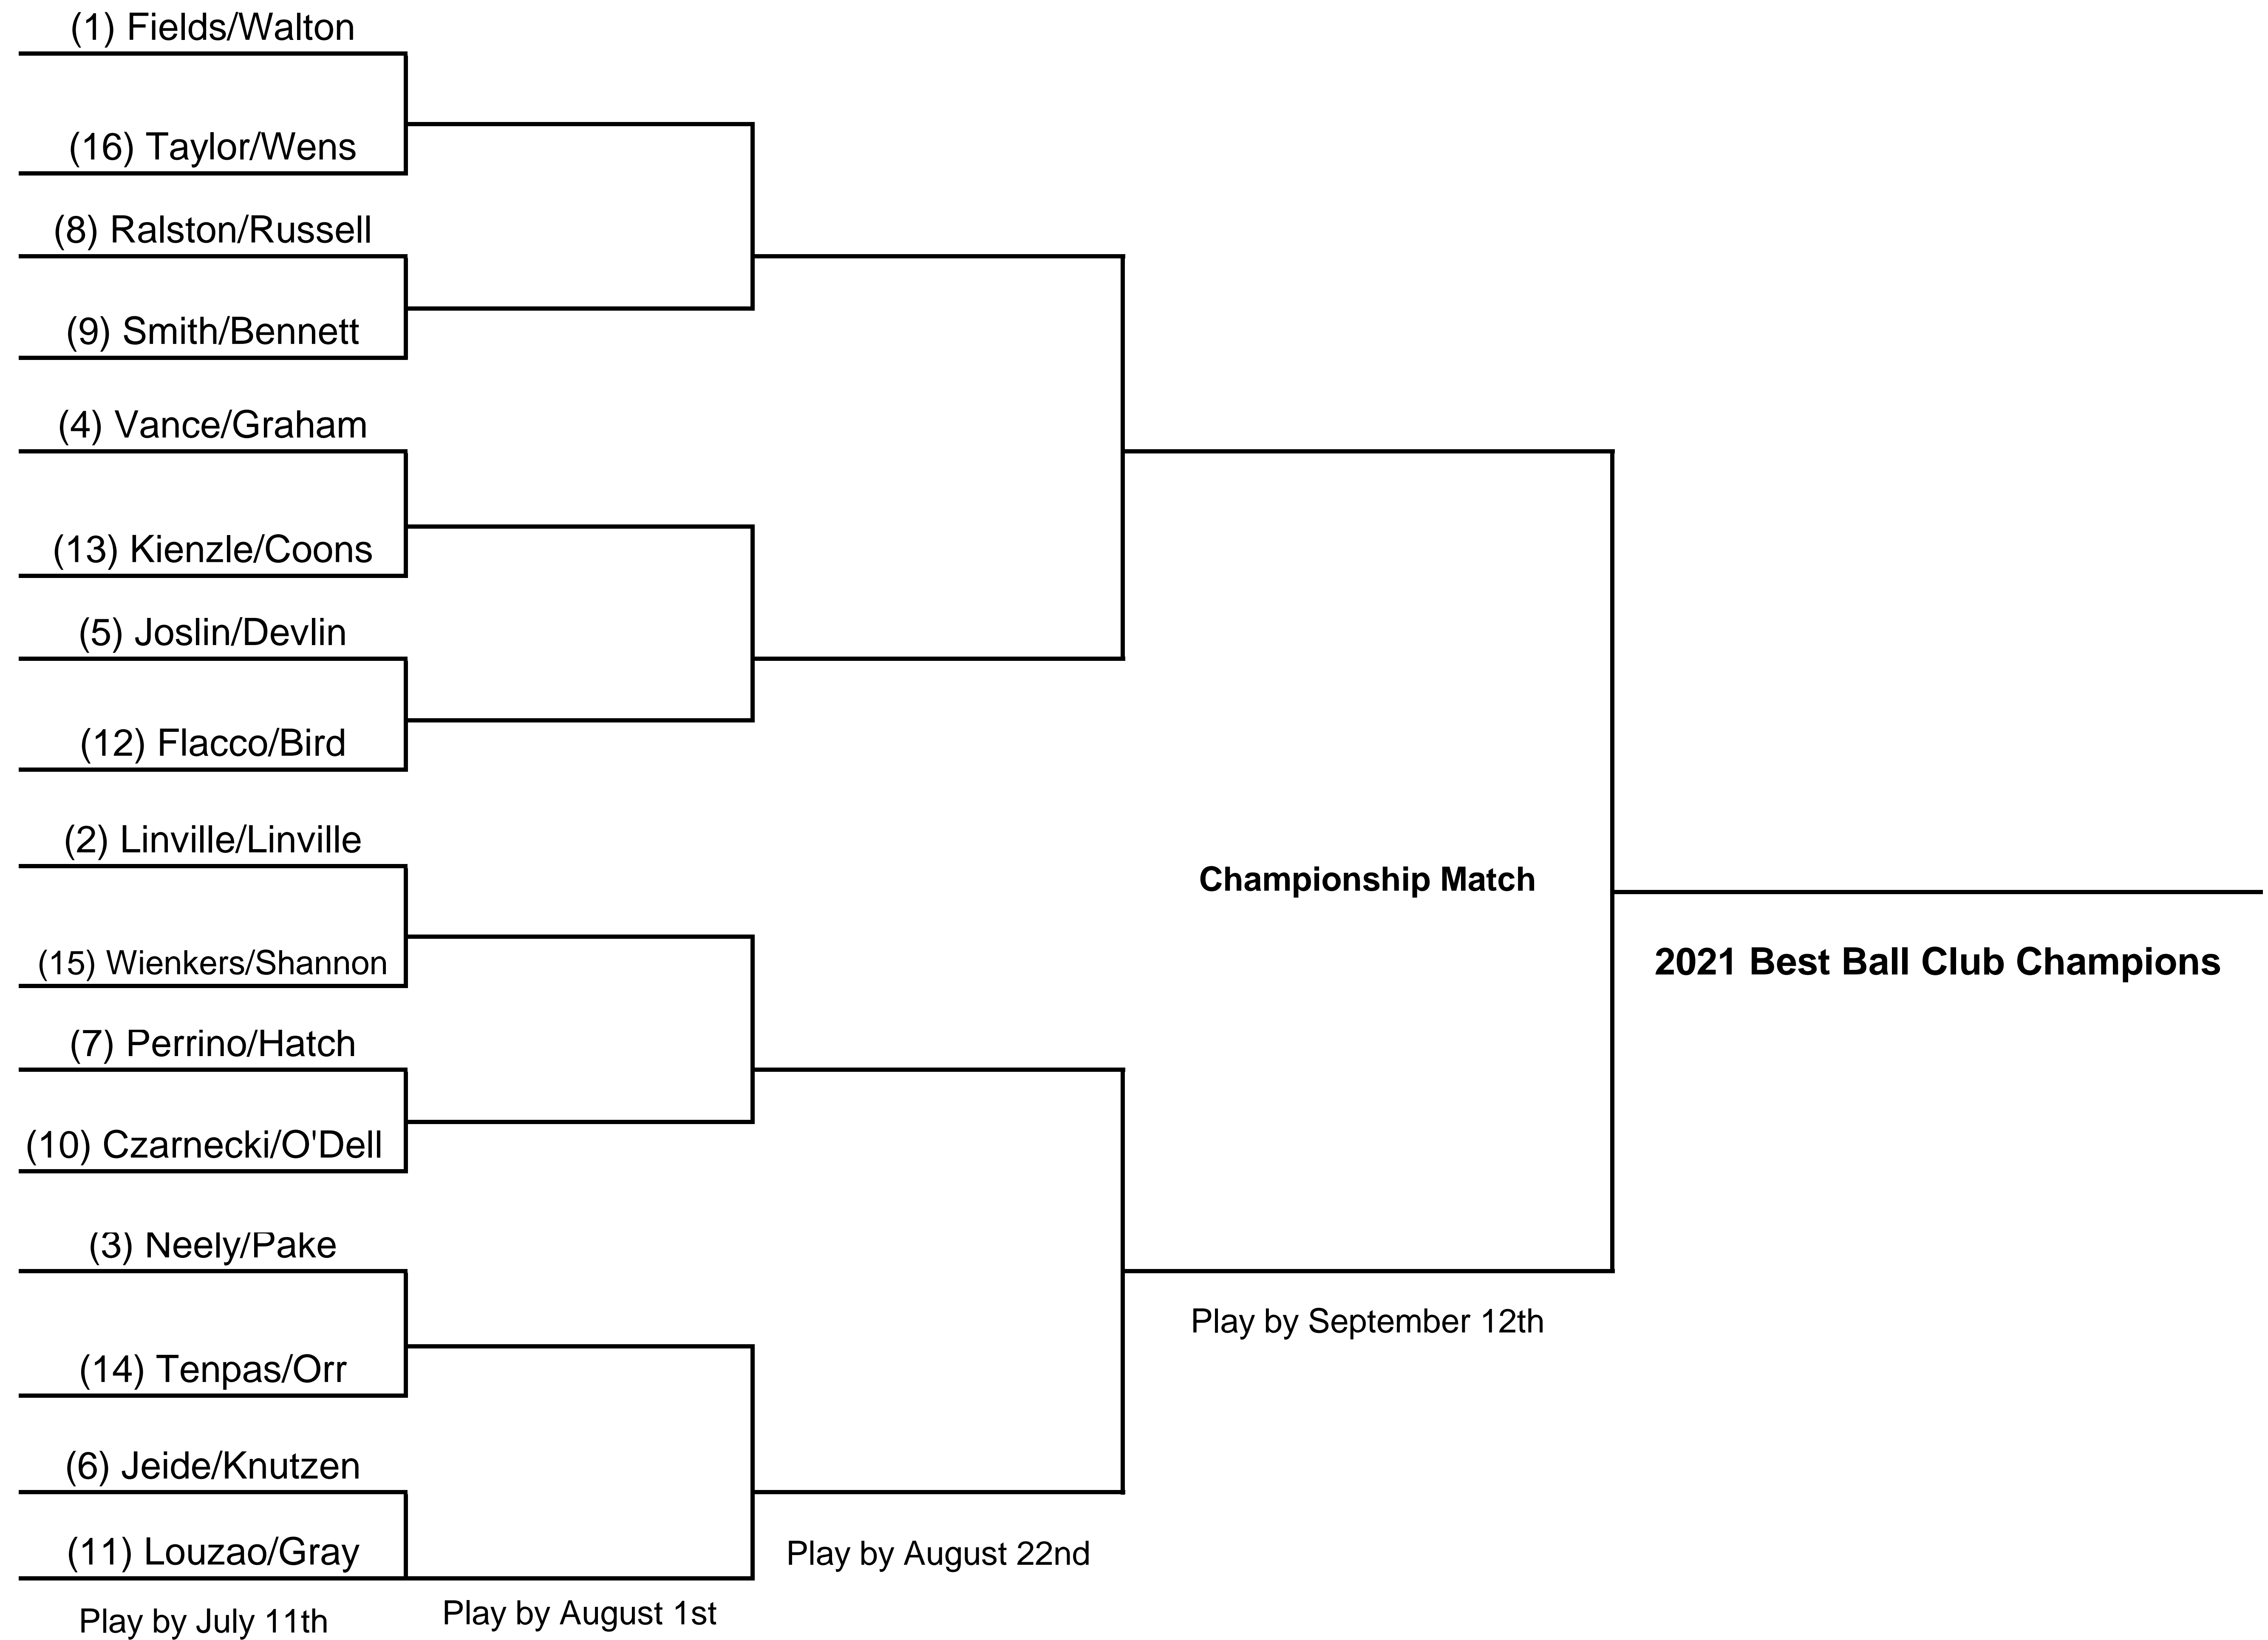 (1) Fields/Walton
(16) Taylor/Wens
(8) Ralston/Russell
(9) Smith/Bennett
(4) Vance/Graham
(13) Kienzle/Coons
(5) Joslin/Devlin
(12) Flacco/Bird
(2) Linville/Linville
Championship Match
(15) Wienkers/Shannon
2021 Best Ball Club Champions
(7) Perrino/Hatch
(10) Czarnecki/O'Dell
(3) Neely/Pake
Play by September 12th
(14) Tenpas/Orr
(6) Jeide/Knutzen
(11) Louzao/Gray
Play by August 22nd
Play by July 11th
Play by August 1st